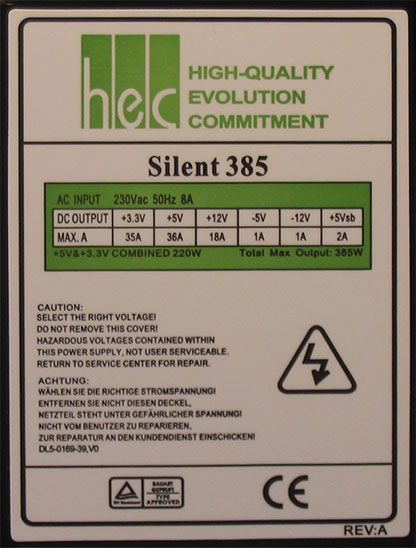 hec
HIGH-QUALITY
EVOLUTION
COMMITMENT
Silent 385
AC INPUT 230Vac 50Hz 8A
DC OUTPUT +3.3V +5V +12V -5V -12V +5Vsb
MAX. A 35A 36A 18A 1A 1A 2A
+5V&+3.3V COMBINED 220W Total Max Output: 385W
CAUTION:
SELECT THE RIGHT VOLTAGE!
DO NOT REMOVE THIS COVER!
HAZARDOUS VOLTAGES CONTAINED WITHIN
THIS POWER SUPPLY, NOT USER SERVICEABLE.
RETURN TO SERVICE CENTER FOR REPAIR.
ACHTUNG:
WÄHLEN SIE DIE RICHTIGE STROMSPANNUNG!
ENTFERNEN SIE NICHT DIESEN DECKEL,
NETZTEIL STEHT UNTER GEFÄHRLICHER SPANNUNG!
NICHT VOM BENUTZER ZU REPARIEREN,
ZUR REPARATUR AN DEN KUNDENDIENST EINSCHICKEN!
DL5-0169-39,V0
BAUART
GEPRUFT
TYPE
APPROVED
CE
REV:A